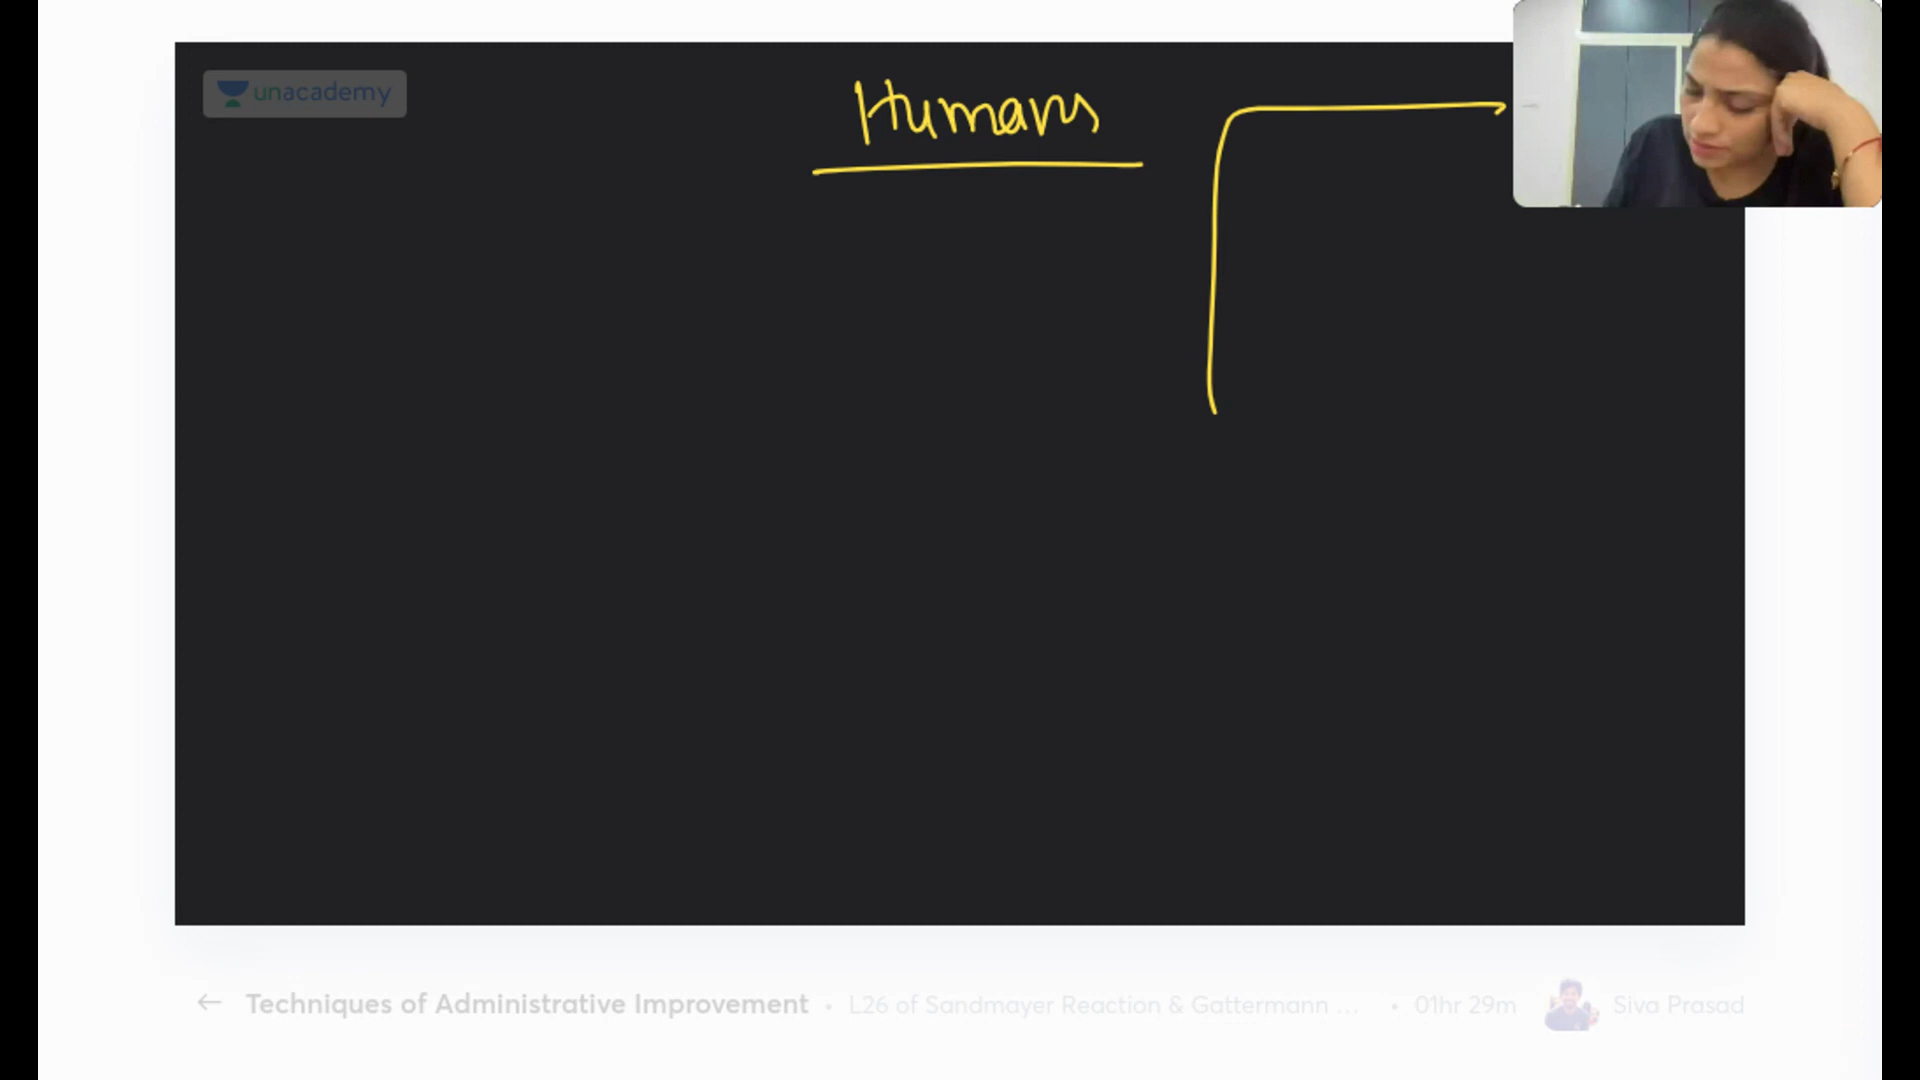 unacademy
Humans
Techniques of Administrative Improvement • L26 of Sandmayer Reaction & Gattermann ... • 01hr 29m Siva Prasad